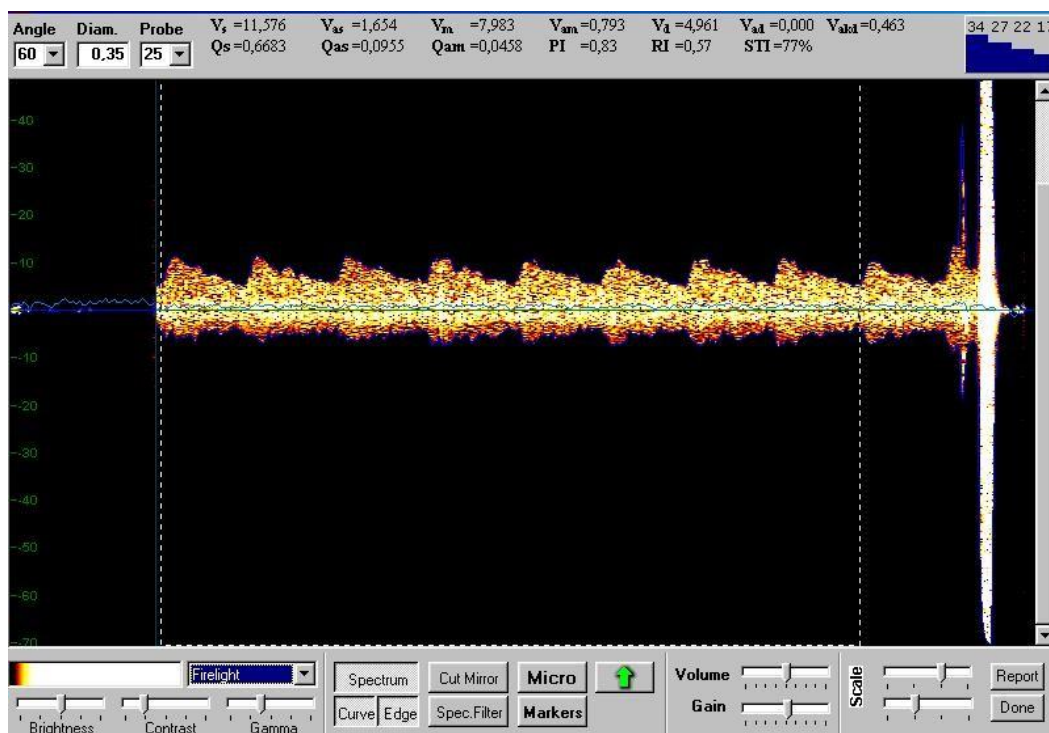 Angle Diam. Probe
60 0,35 25
Vs =11,576 Vas =1,654 Vm =7,983 Vam =0,793 Vd =4,961 Vad =0,000 Vakd=0,463
Qs =0,6683 Qas =0,0955 Qam =0,0458 PI =0,83 RI =0,57 STI =77%
34 27 22 17
-40
-30
-20
-10
-0
-10
-20
-30
-40
-50
-60
-70
Firelight
Brightness Contrast Gamma
Spectrum Cut Mirror Micro
Curve Edge Spec.Filter Markers
Volume
Gain
Scale
Report
Done